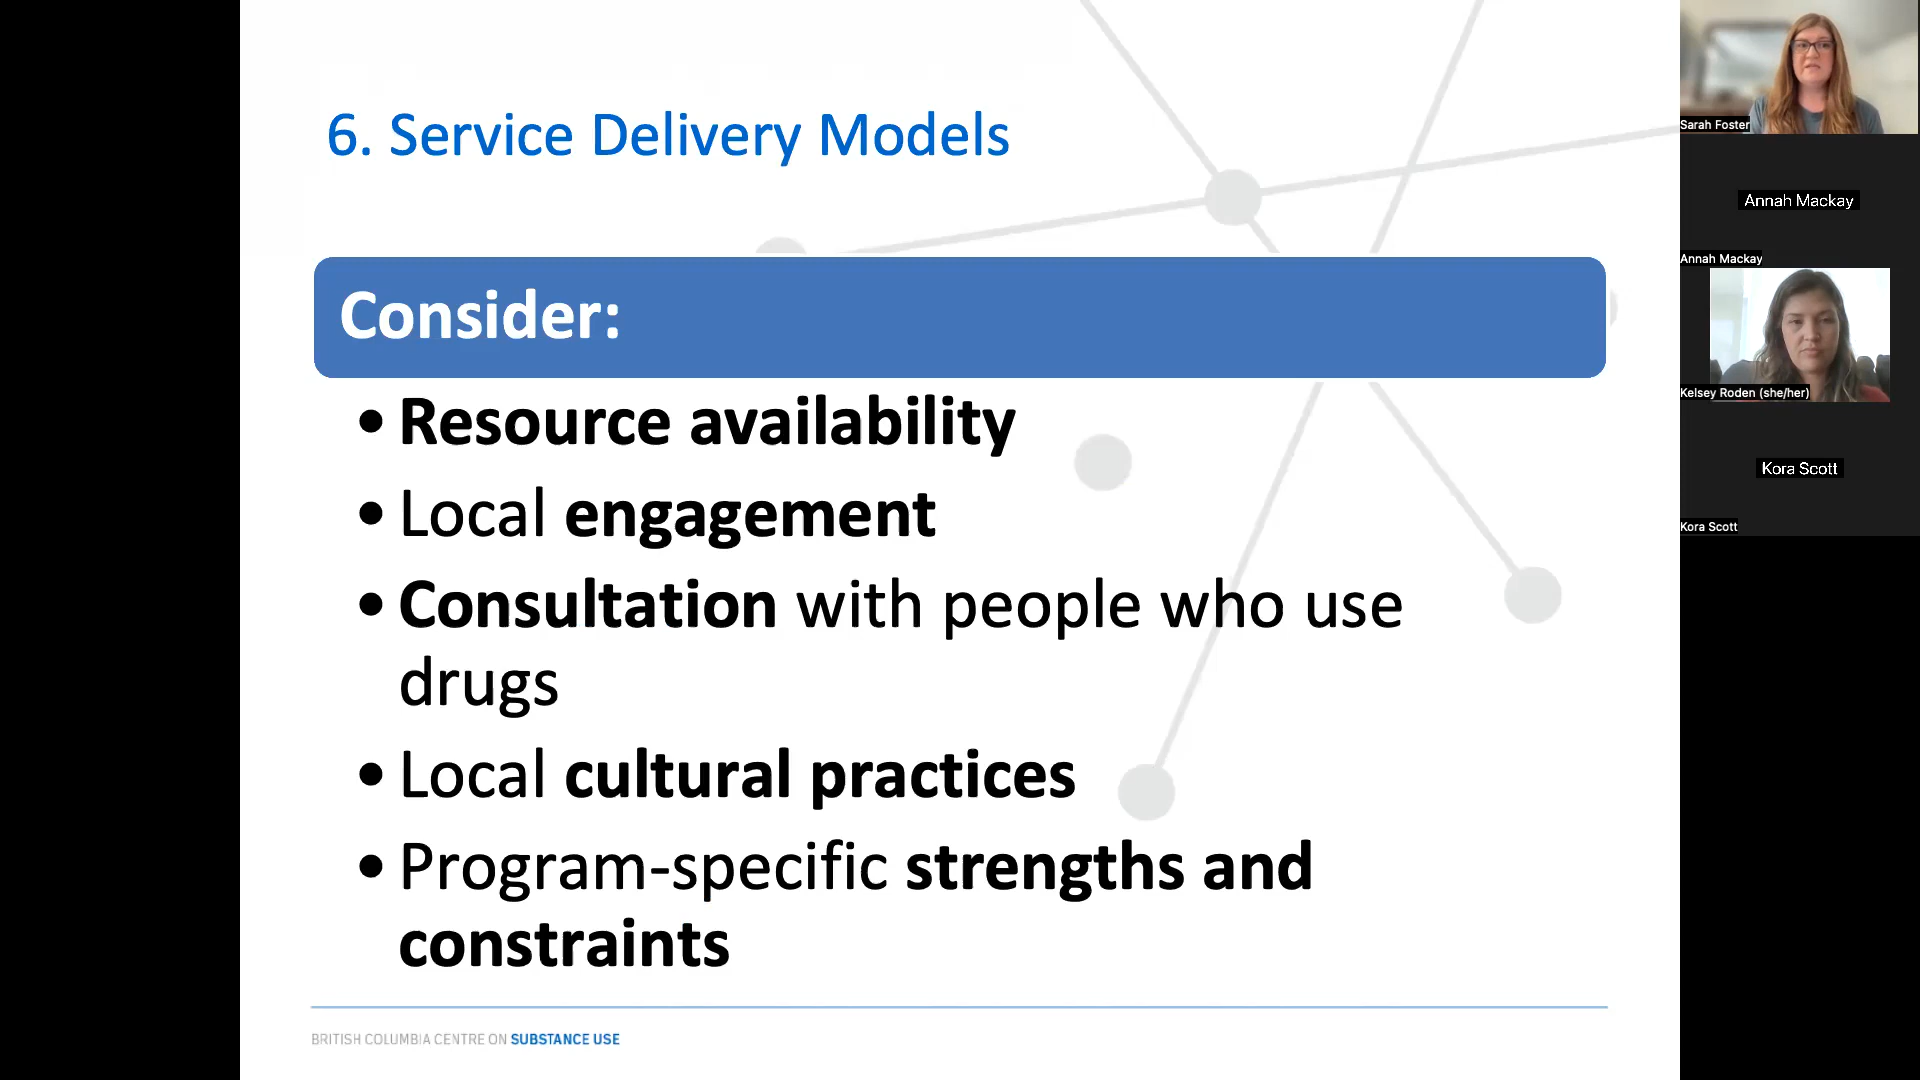 6. Service Delivery Models
Consider:
• Resource availability
• Local engagement
• Consultation with people who use
drugs
• Local cultural practices
• Program-specific strengths and
constraints
BRITISH COLUMBIA CENTRE ON SUBSTANCE USE
Sarah Foster
Annah Mackay
Annah Mackay
Kelsey Roden (she/her)
Kora Scott
Kora Scott